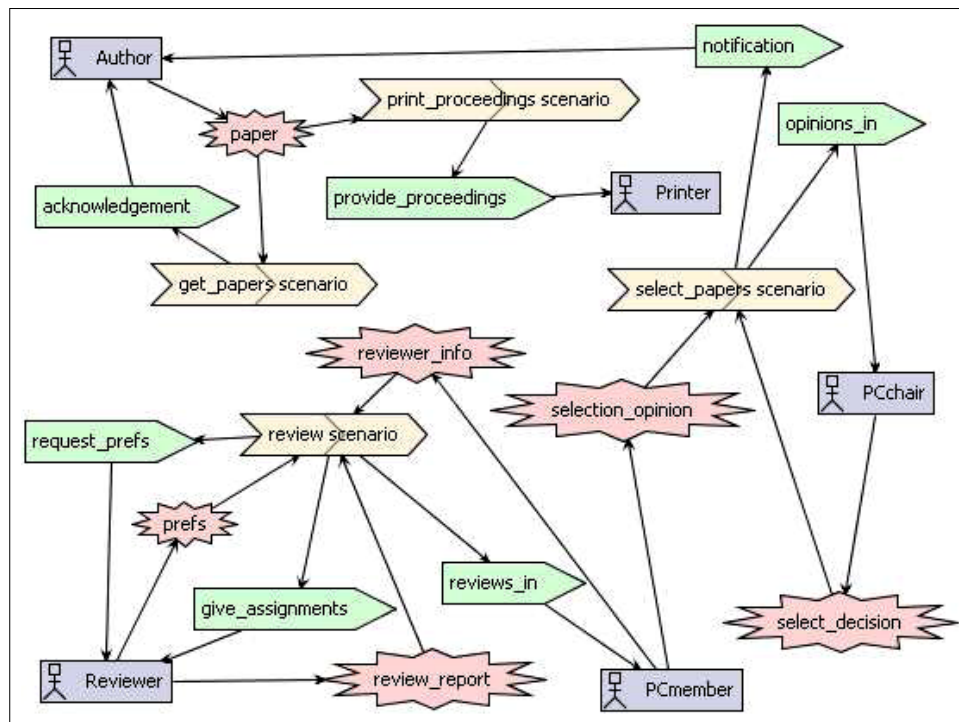 notification
Author
print_proceedings scenario
opinions_in
paper
acknowledgement
provide_proceedings
Printer
get_papers scenario
select_papers scenario
reviewer_info
PCchair
selection_opinion
request_prefs
review scenario
prefs
reviews_in
give_assignments
select_decision
Reviewer
review_report
PCmember